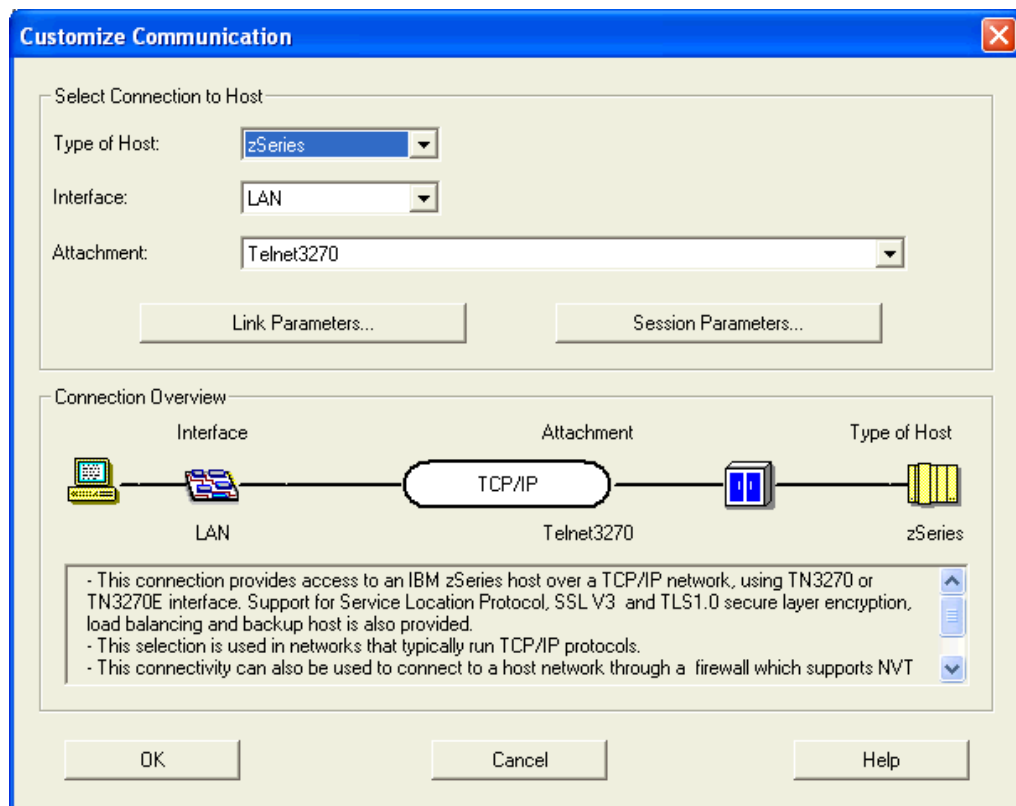 Customize Communication
Select Connection to Host
Type of Host:
zSeries
Interface:
LAN
Attachment:
Telnet3270
Link Parameters...
Session Parameters...
Connection Overview
Interface
Attachment
Type of Host
TCP/IP
LAN
Telnet3270
zSeries
- This connection provides access to an IBM zSeries host over a TCP/IP network, using TN3270 or
TN3270E interface. Support for Service Location Protocol, SSL V3  and TLS1.0 secure layer encryption,
load balancing and backup host is also provided.
- This selection is used in networks that typically run TCP/IP protocols.
- This connectivity can also be used to connect to a host network through a  firewall which supports NVT
OK
Cancel
Help